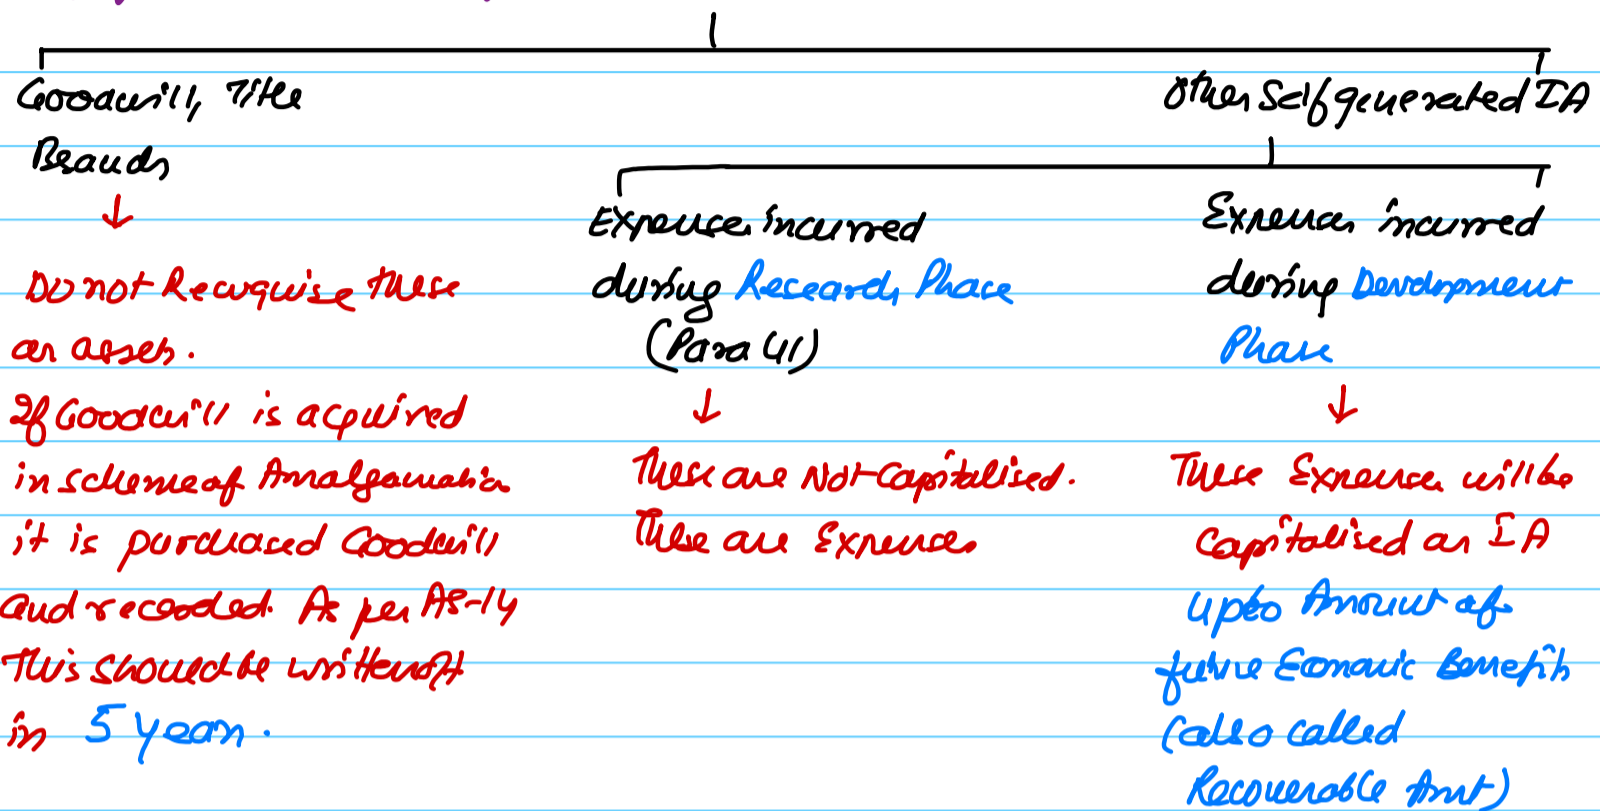 Goodwill, Title
Brands
↓
Do not Recognise these
as assets.
If Goodwill is acquired
in scheme of Amalgamation
it is purchased Goodwill
and recorded. As per AS-14
This should be written off
in 5 years.
Other Self generated IA
Expenses incurred
during Research Phase
(Para 41)
↓
These are Not Capitalised.
These are Expenses
Expenses incurred
during Development
Phase
↓
These Expenses will be
Capitalised as IA
upto Amount of
future Economic Benefits
(also called
Recoverable Amt)